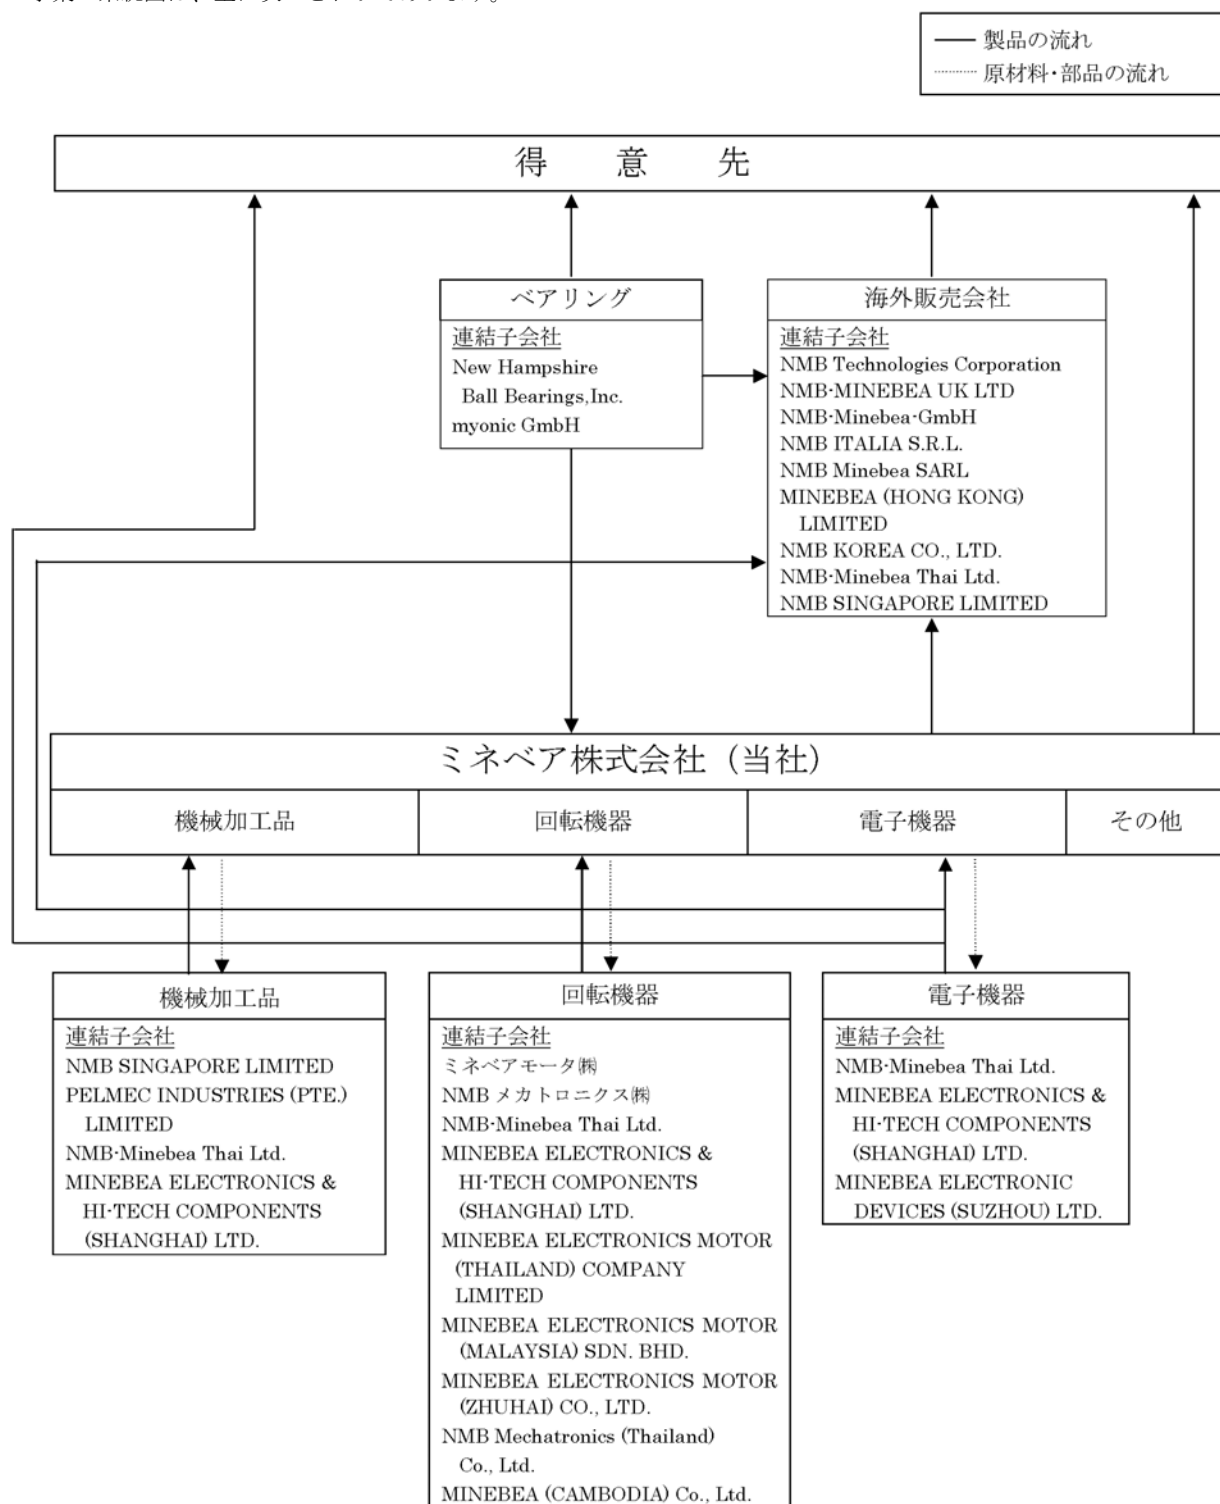 製品の流れ
原材料・部品の流れ
得意先
ベアリング
連結子会社
New Hampshire
Ball Bearings,Inc.
myonic GmbH
海外販売会社
連結子会社
NMB Technologies Corporation
NMB-MINEBEA UK LTD
NMB-Minebea-GmbH
NMB ITALIA S.R.L.
NMB Minebea SARL
MINEBEA (HONG KONG)
LIMITED
NMB KOREA CO., LTD.
NMB-Minebea Thai Ltd.
NMB SINGAPORE LIMITED
ミネベア株式会社（当社）
機械加工品
回転機器
電子機器
その他
機械加工品
連結子会社
NMB SINGAPORE LIMITED
PELMEC INDUSTRIES (PTE.)
LIMITED
NMB-Minebea Thai Ltd.
MINEBEA ELECTRONICS &
HI-TECH COMPONENTS
(SHANGHAI) LTD.
回転機器
連結子会社
ミネベアモータ㈱
NMB メカトロニクス㈱
NMB-Minebea Thai Ltd.
MINEBEA ELECTRONICS &
HI-TECH COMPONENTS
(SHANGHAI) LTD.
MINEBEA ELECTRONICS MOTOR
(THAILAND) COMPANY
LIMITED
MINEBEA ELECTRONICS MOTOR
(MALAYSIA) SDN. BHD.
MINEBEA ELECTRONICS MOTOR
(ZHUHAI) CO., LTD.
NMB Mechatronics (Thailand)
Co., Ltd.
MINEBEA (CAMBODIA) Co., Ltd.
電子機器
連結子会社
NMB-Minebea Thai Ltd.
MINEBEA ELECTRONICS &
HI-TECH COMPONENTS
(SHANGHAI) LTD.
MINEBEA ELECTRONIC
DEVICES (SUZHOU) LTD.